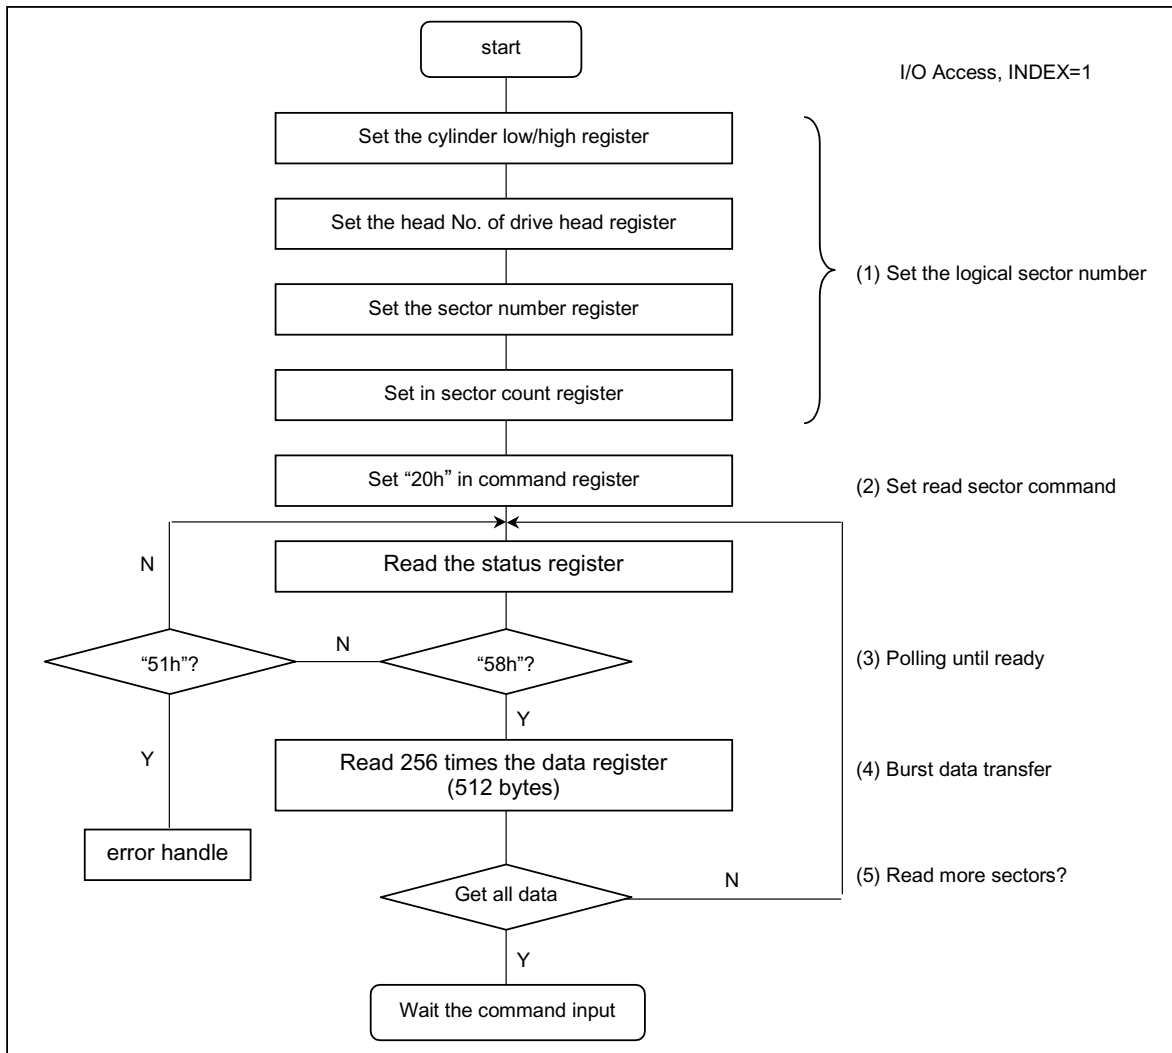 start
I/O Access, INDEX=1
Set the cylinder low/high register
Set the head No. of drive head register
(1) Set the logical sector number
Set the sector number register
Set in sector count register
Set “20h” in command register
(2) Set read sector command
N
Read the status register
“51h”?
N
“58h”?
(3) Polling until ready
Y
Y
Read 256 times the data register
(512 bytes)
(4) Burst data transfer
error handle
Get all data
N
(5) Read more sectors?
Y
Wait the command input